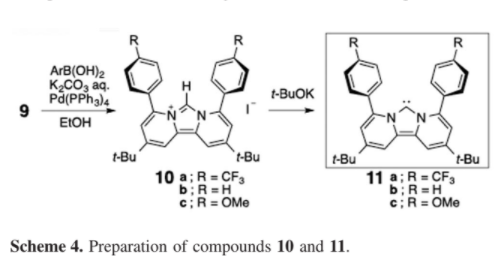 ArB(OH)₂
K₂CO₃ aq.
Pd(PPh₃)₄
9
EtOH
R R
H
N⁺ N
I⁻
t-Bu t-Bu
10 a; R = CF₃
b; R = H
c; R = OMe
t-BuOK
R R
N N
t-Bu t-Bu
11 a; R = CF₃
b; R = H
c; R = OMe
Scheme 4. Preparation of compounds 10 and 11.